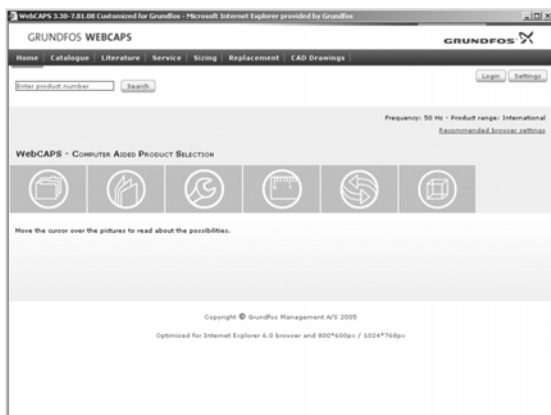 WebCAPS 3.30-7.81.08 Customized for Grundfos - Microsoft Internet Explorer provided by Grundfos
GRUNDFOS WEBCAPS
GRUNDFOS
Home | Catalogue | Literature | Service | Sizing | Replacement | CAD Drawings
Login Settings
Enter product number Search
Frequency: 50 Hz - Product range: International
Recommended browser settings
WebCAPS - Computer Aided Product Selection
Move the cursor over the pictures to read about the possibilities.
Copyright © Grundfos Management A/S 2005
Optimized for Internet Explorer 6.0 browser and 800*600px / 1024*768px